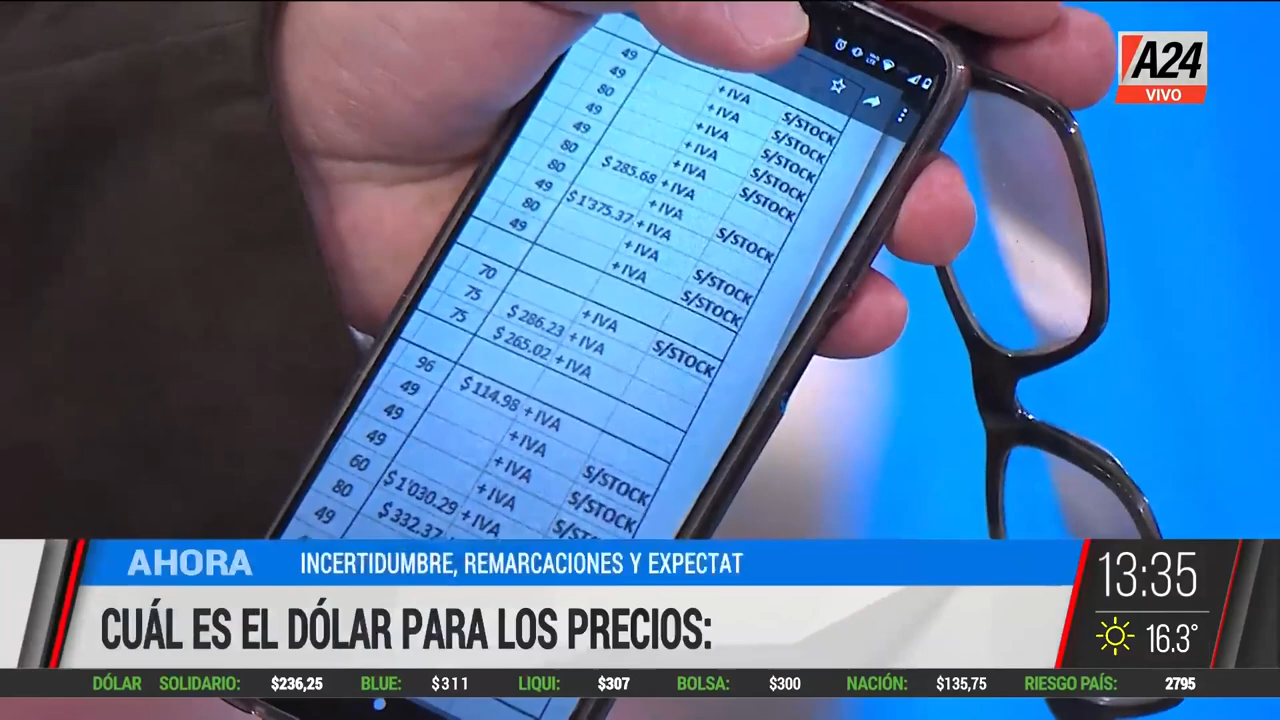 A24
VIVO
49 + IVA S/STOCK
49 + IVA S/STOCK
80 + IVA S/STOCK
49 + IVA S/STOCK
49 $ 285.68 + IVA
80 + IVA S/STOCK
80 $ 1'375.37 + IVA
49 + IVA S/STOCK
80 + IVA S/STOCK
49
70 + IVA S/STOCK
75 $ 286.23 + IVA
75 $ 265.02 + IVA
96 $ 114.98 + IVA
49 + IVA S/STOCK
49 + IVA S/STOCK
49 + IVA
60 $ 1'030.29 + IVA
80 $ 332.37
49
AHORA INCERTIDUMBRE, REMARCACIONES Y EXPECTAT
CUÁL ES EL DÓLAR PARA LOS PRECIOS:
13:35
16.3°
DÓLAR SOLIDARIO: $236,25 BLUE: $311 LIQUI: $307 BOLSA: $300 NACIÓN: $135,75 RIESGO PAÍS: 2795